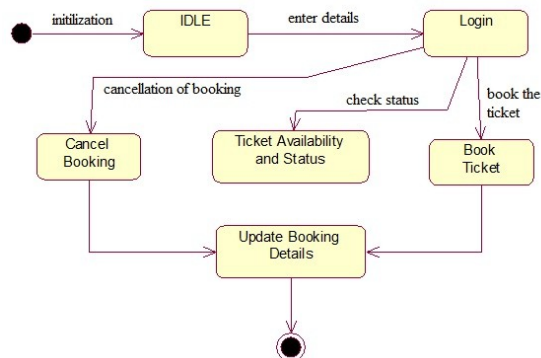 initilization
IDLE
enter details
Login
cancellation of booking
check status
book the
ticket
Cancel
Booking
Ticket Availability
and Status
Book
Ticket
Update Booking
Details